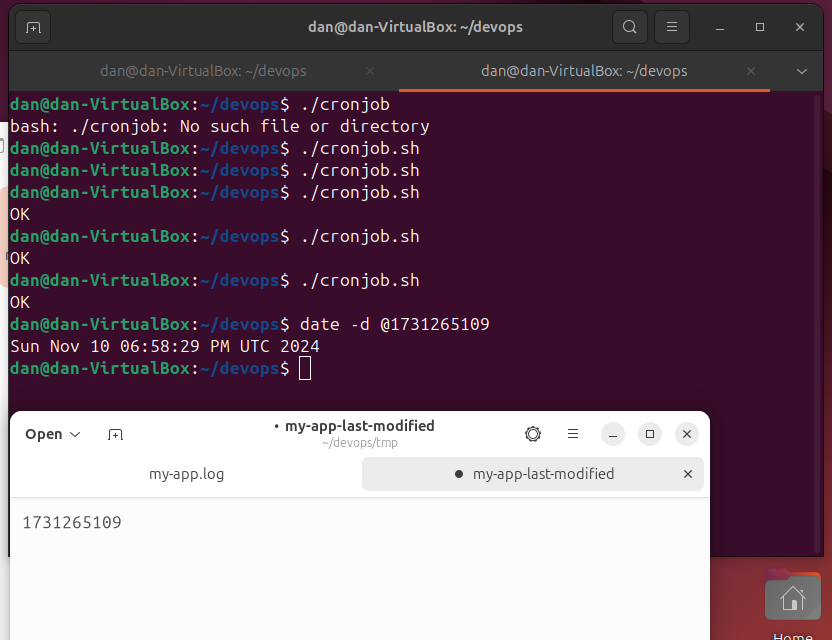 dan@dan-VirtualBox: ~/devops
dan@dan-VirtualBox: ~/devops
dan@dan-VirtualBox: ~/devops
dan@dan-VirtualBox:~/devops$ ./cronjob
bash: ./cronjob: No such file or directory
dan@dan-VirtualBox:~/devops$ ./cronjob.sh
dan@dan-VirtualBox:~/devops$ ./cronjob.sh
dan@dan-VirtualBox:~/devops$ ./cronjob.sh
OK
dan@dan-VirtualBox:~/devops$ ./cronjob.sh
OK
dan@dan-VirtualBox:~/devops$ ./cronjob.sh
OK
dan@dan-VirtualBox:~/devops$ date -d @1731265109
Sun Nov 10 06:58:29 PM UTC 2024
dan@dan-VirtualBox:~/devops$
Open
• my-app-last-modified
~/devops/tmp
my-app.log
my-app-last-modified
1731265109
Home